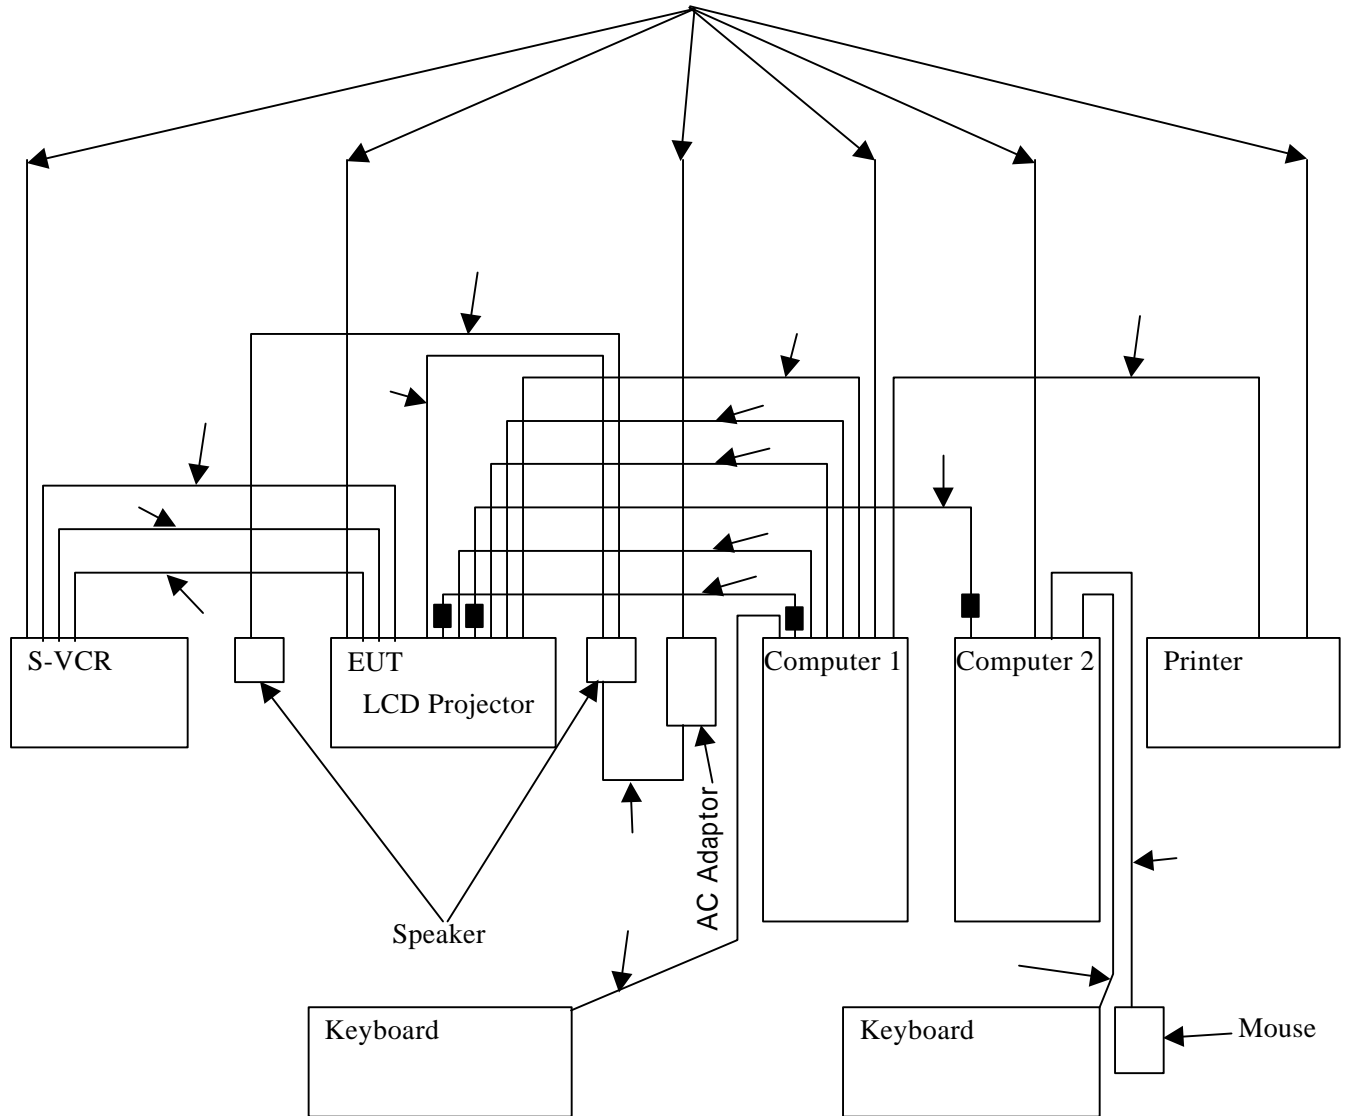 S-VCR
EUT
LCD Projector
Computer 1
Computer 2
Printer
AC Adaptor
Speaker
Keyboard
Keyboard
Mouse